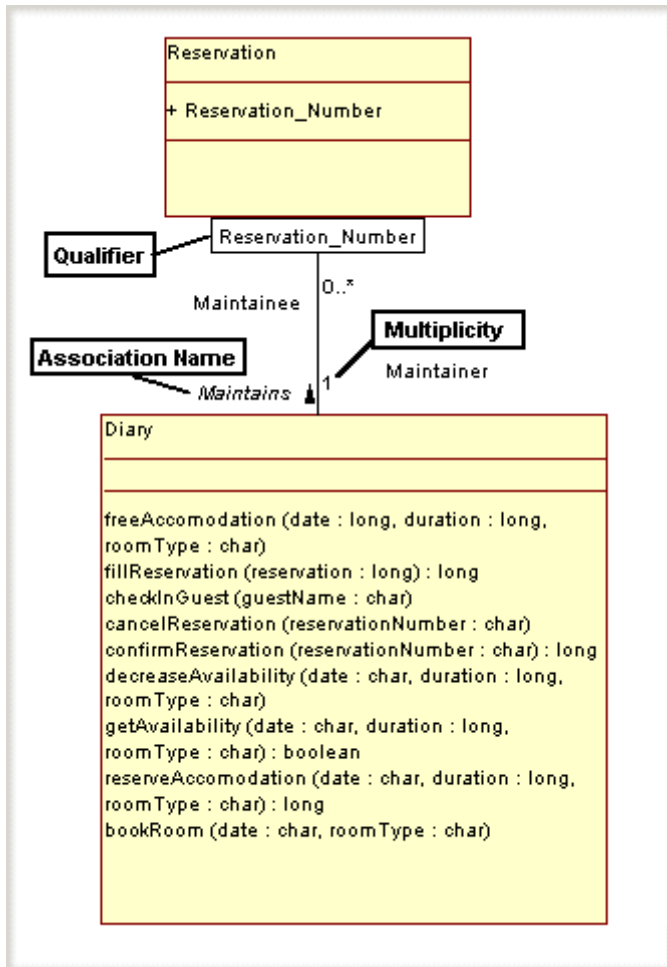 Reservation
+ Reservation_Number
Reservation_Number
Qualifier
0..*
Maintainee
Multiplicity
Association Name
Maintainer
1
Maintains
Diary
freeAccomodation (date : long, duration : long,
roomType : char)
fillReservation (reservation : long) : long
checkInGuest (guestName : char)
cancelReservation (reservationNumber : char)
confirmReservation (reservationNumber : char) : long
decreaseAvailability (date : char, duration : long,
roomType : char)
getAvailability (date : char, duration : long,
roomType : char) : boolean
reserveAccomodation (date : char, duration : long,
roomType : char) : long
bookRoom (date : char, roomType : char)